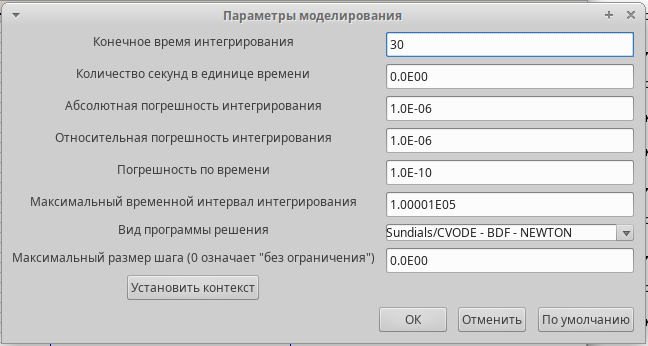 Параметры моделирования
Конечное время интегрирования 30
Количество секунд в единице времени 0.0E00
Абсолютная погрешность интегрирования 1.0E-06
Относительная погрешность интегрирования 1.0E-06
Погрешность по времени 1.0E-10
Максимальный временной интервал интегрирования 1.00001E05
Вид программы решения Sundials/CVODE - BDF - NEWTON
Максимальный размер шага (0 означает "без ограничения") 0.0E00
Установить контекст
ОК Отменить По умолчанию